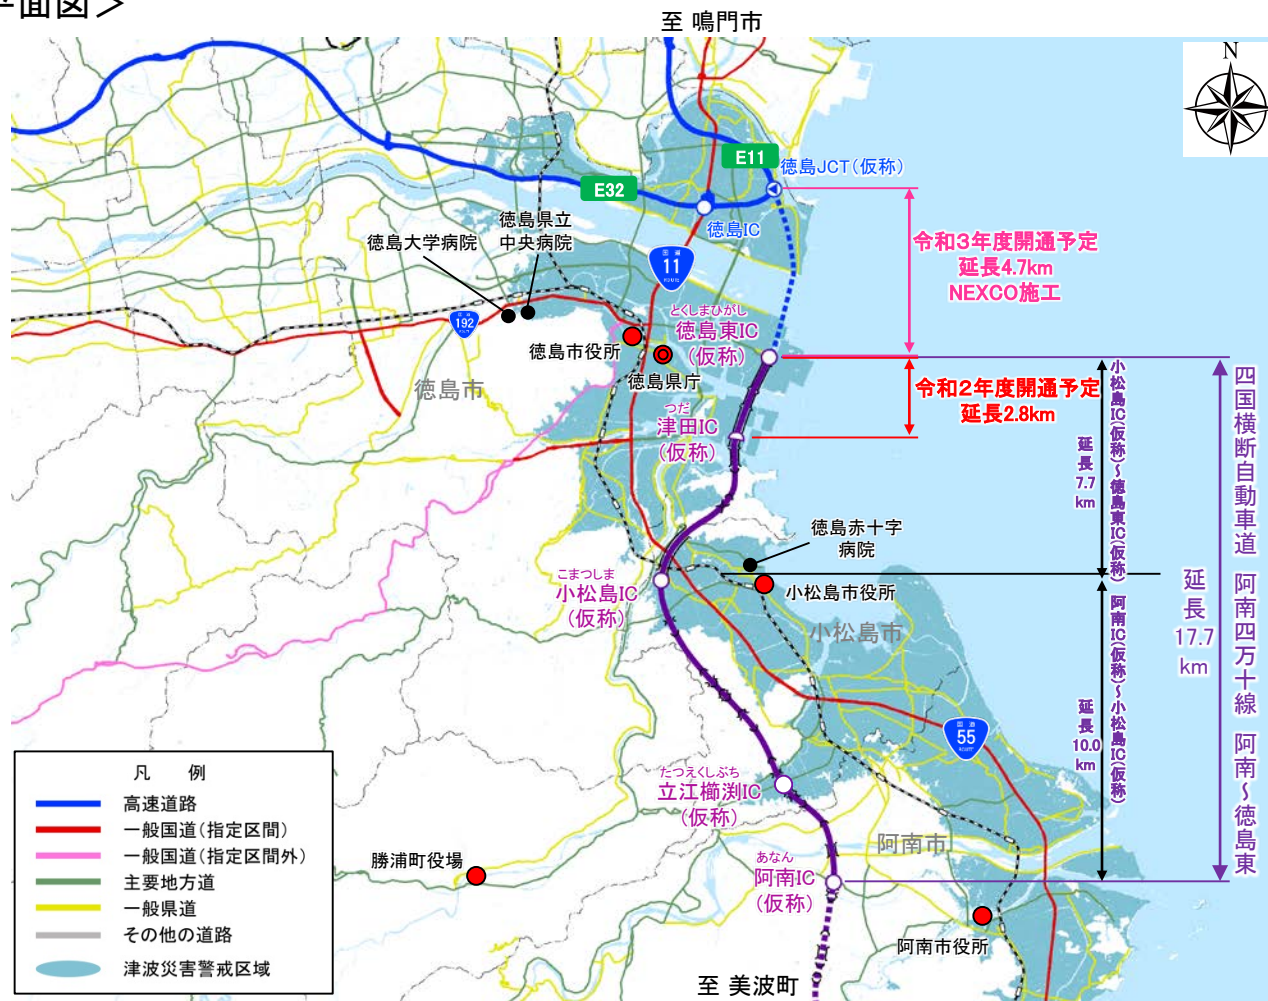 平面図＞
至 鳴門市
N
E11
徳島JCT（仮称）
E32
徳島IC
徳島県立
中央病院
徳島大学病院
令和３年度開通予定
延長4.7km
NEXCO施工
国道
11
ROUTE
国道
192
とくしまひがし
徳島東IC
（仮称）
徳島市役所
徳島県庁
徳島市
令和２年度開通予定
延長2.8km
つだ
津田IC
（仮称）
小松島IC（仮称）～徳島東IC（仮称）
延長
7.7
km
四国横断自動車道 阿南四万十線 阿南～徳島東
延長
17.7
km
徳島赤十字
病院
こまつしま
小松島IC
（仮称）
小松島市役所
小松島市
阿南IC（仮称）～小松島IC（仮称）
延長
10.0
km
国道
55
ROUTE
たつえくしぶち
立江櫛渕IC
（仮称）
阿南市
あなん
阿南IC
（仮称）
勝浦町役場
阿南市役所
至 美波町
凡 例
高速道路
一般国道（指定区間）
一般国道（指定区間外）
主要地方道
一般県道
その他の道路
津波災害警戒区域